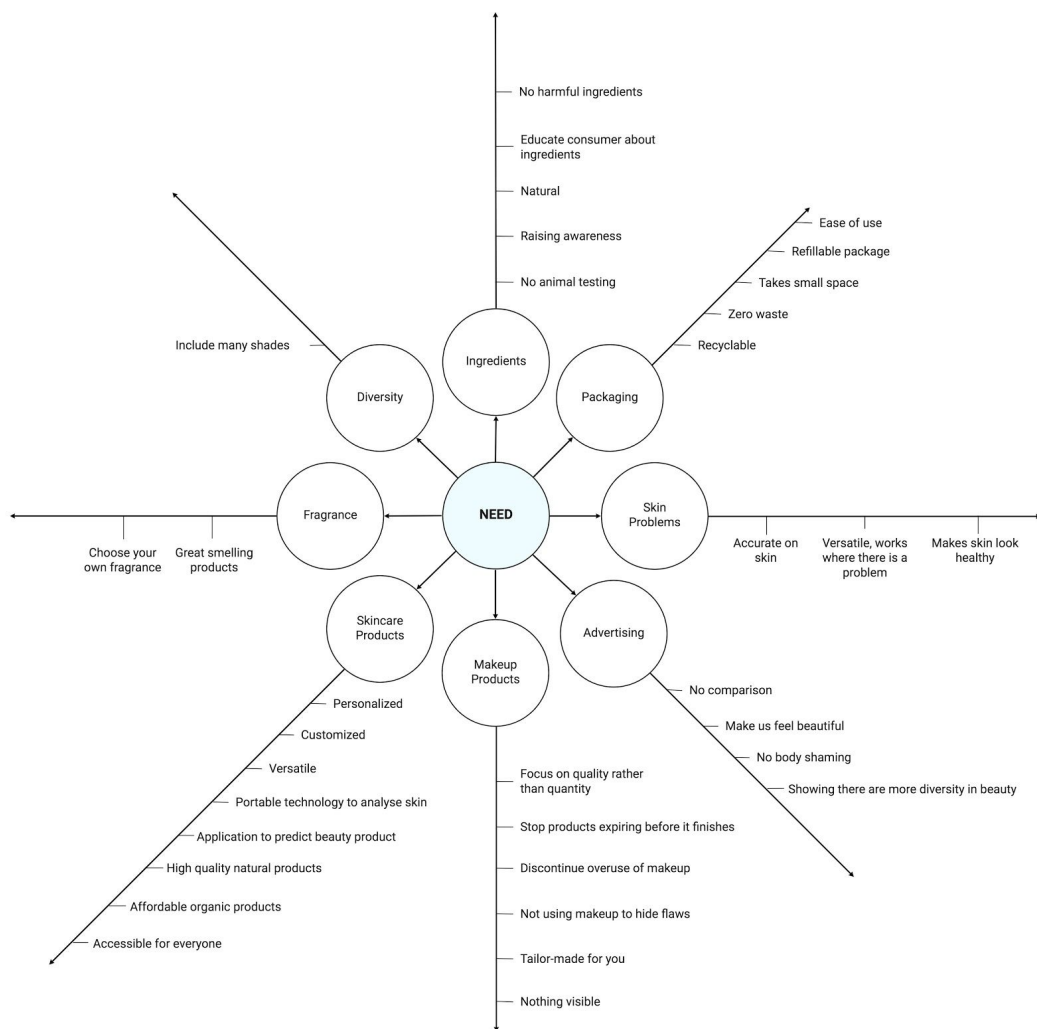 No harmful ingredients
Educate consumer about
ingredients
Natural
Raising awareness
No animal testing
Ingredients
Ease of use
Refillable package
Takes small space
Zero waste
Recyclable
Packaging
Include many shades
Diversity
NEED
Fragrance
Choose your
own fragrance
Great smelling
products
Skin
Problems
Accurate on
skin
Versatile, works
where there is a
problem
Makes skin look
healthy
Skincare
Products
Personalized
Customized
Versatile
Portable technology to analyse skin
Application to predict beauty product
High quality natural products
Affordable organic products
Accessible for everyone
Makeup
Products
Focus on quality rather
than quantity
Stop products expiring before it finishes
Discontinue overuse of makeup
Not using makeup to hide flaws
Tailor-made for you
Nothing visible
Advertising
No comparison
Make us feel beautiful
No body shaming
Showing there are more diversity in beauty